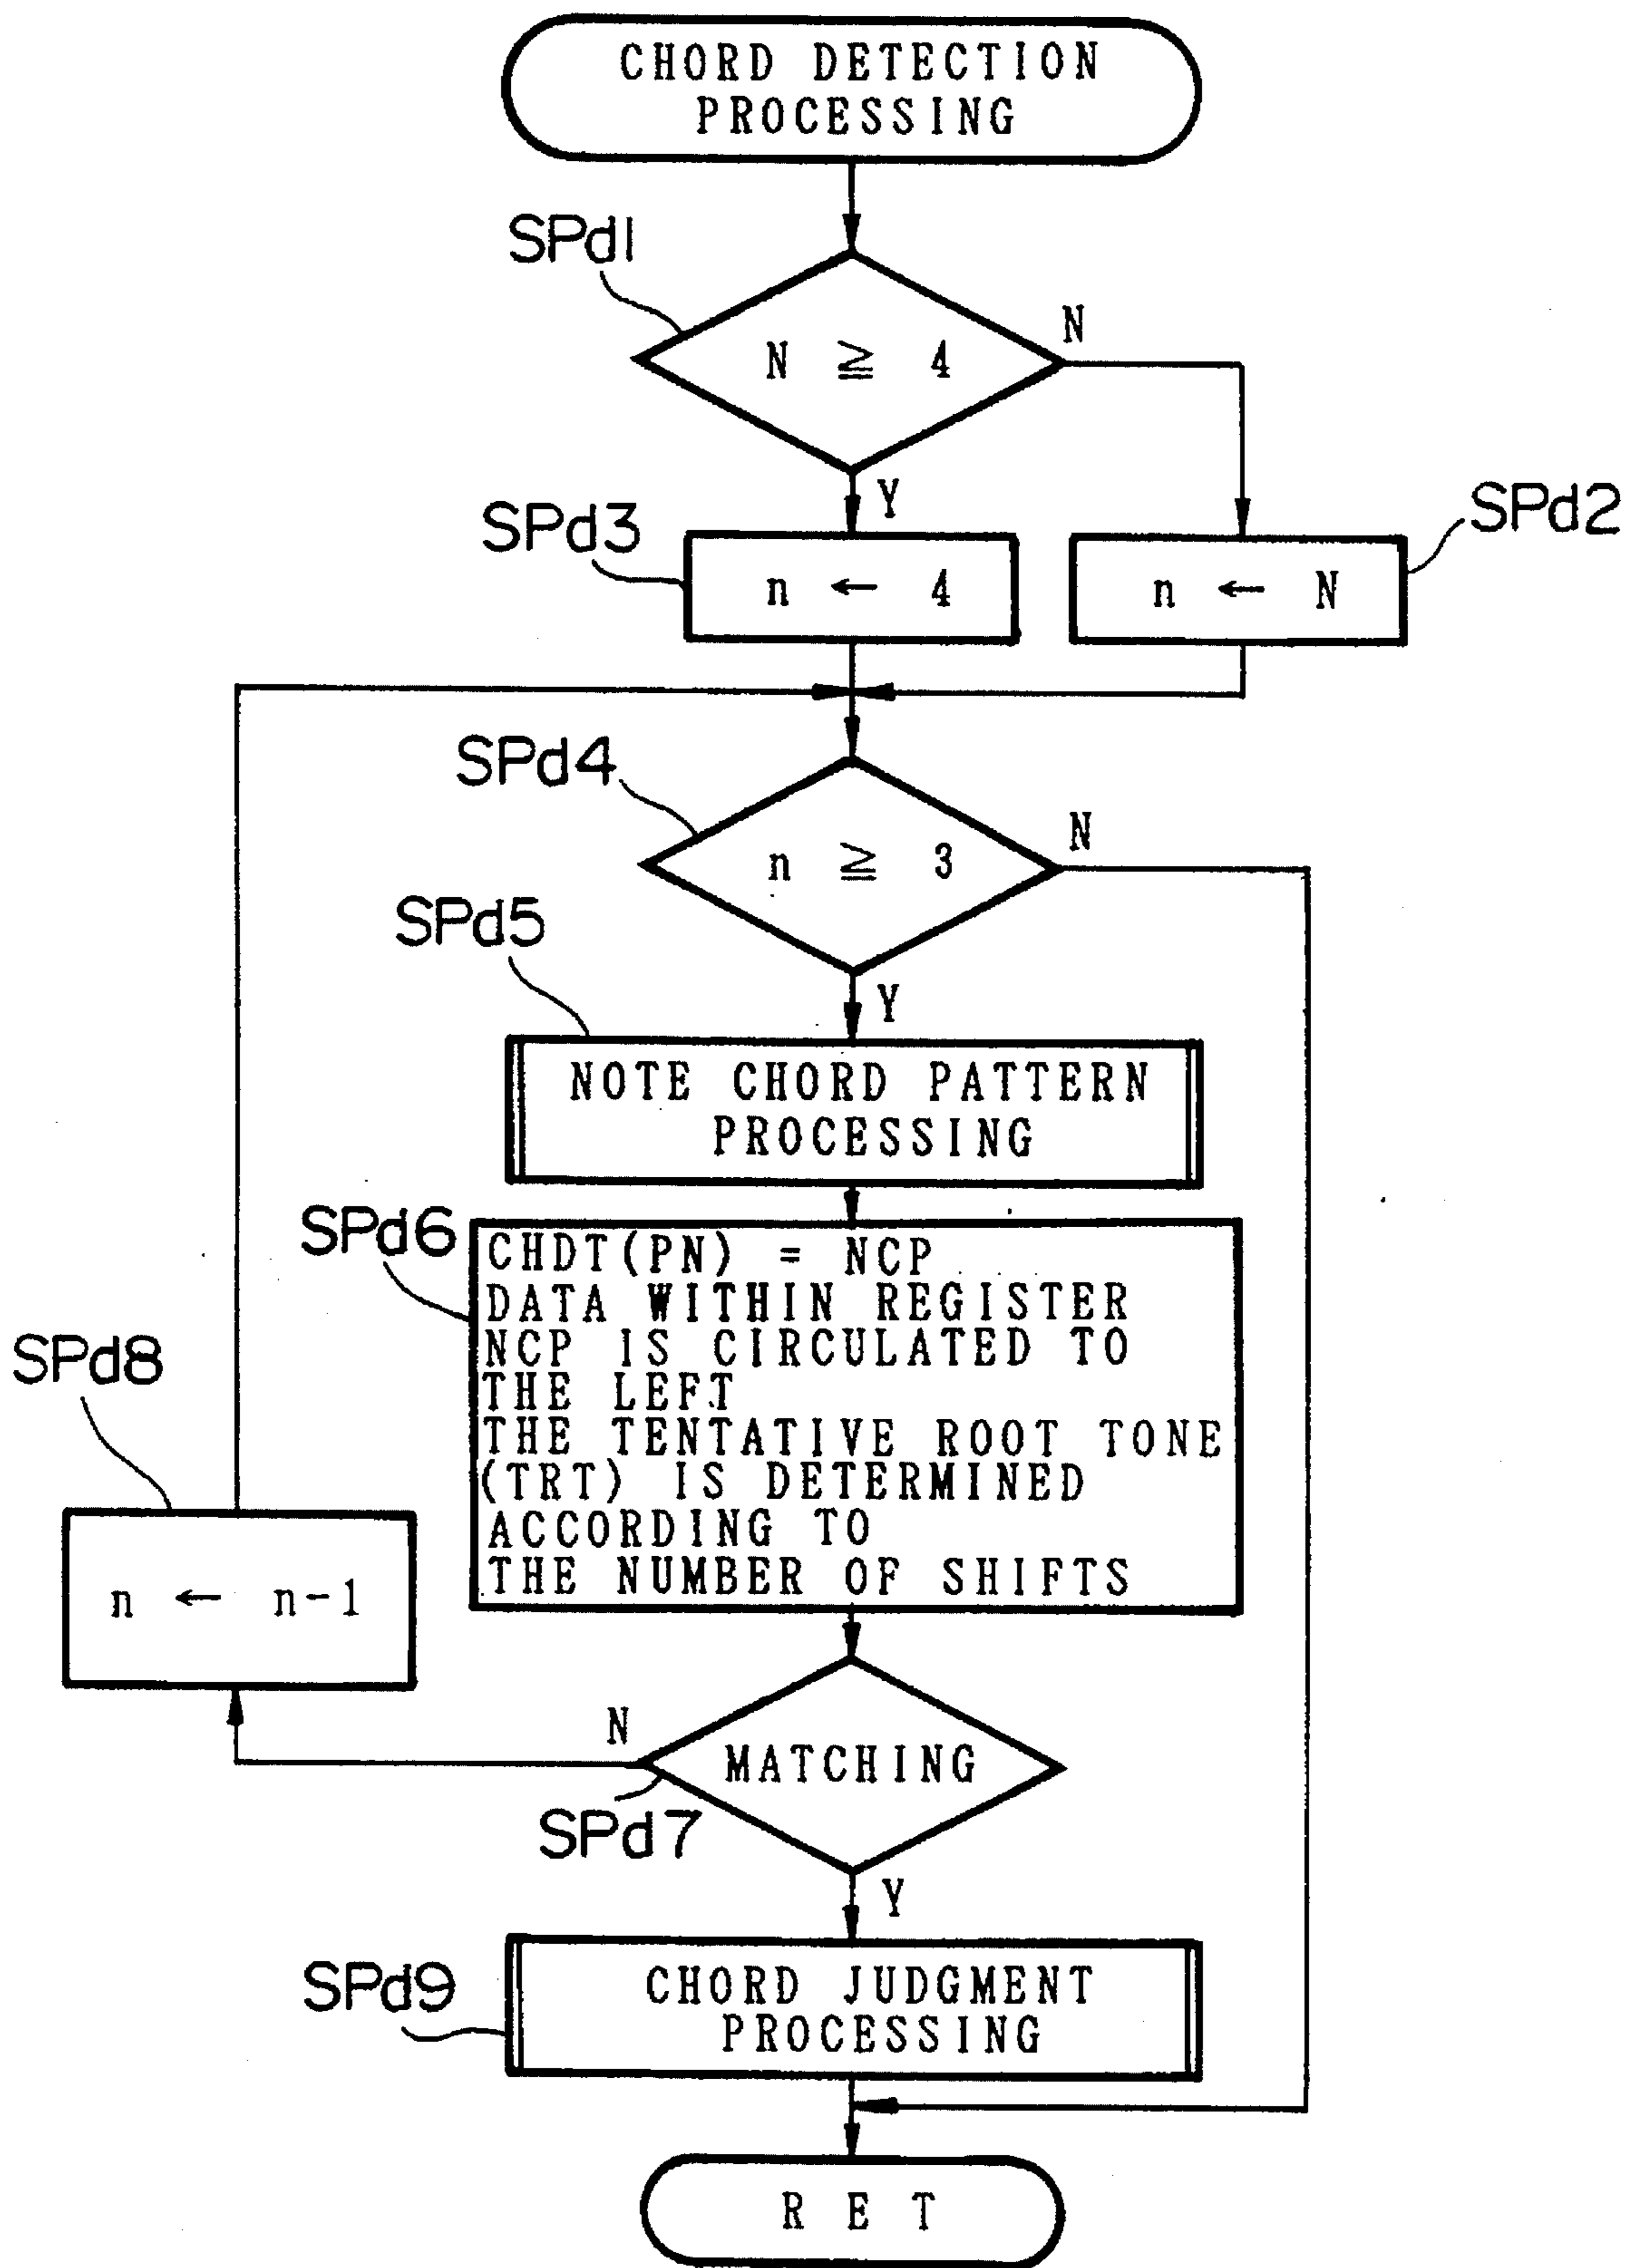 CHORD DETECTION
PROCESSING
SPd1
N ≧ 4
N
Y
SPd3
n ← 4
SPd2
n ← N
SPd4
n ≧ 3
N
SPd5
Y
NOTE CHORD PATTERN
PROCESSING
SPd6
CHDT(PN) = NCP
DATA WITHIN REGISTER
NCP IS CIRCULATED TO
THE LEFT
THE TENTATIVE ROOT TONE
(TRT) IS DETERMINED
ACCORDING TO
THE NUMBER OF SHIFTS
SPd8
n ← n-1
N
MATCHING
SPd7
Y
SPd9
CHORD JUDGMENT
PROCESSING
RET